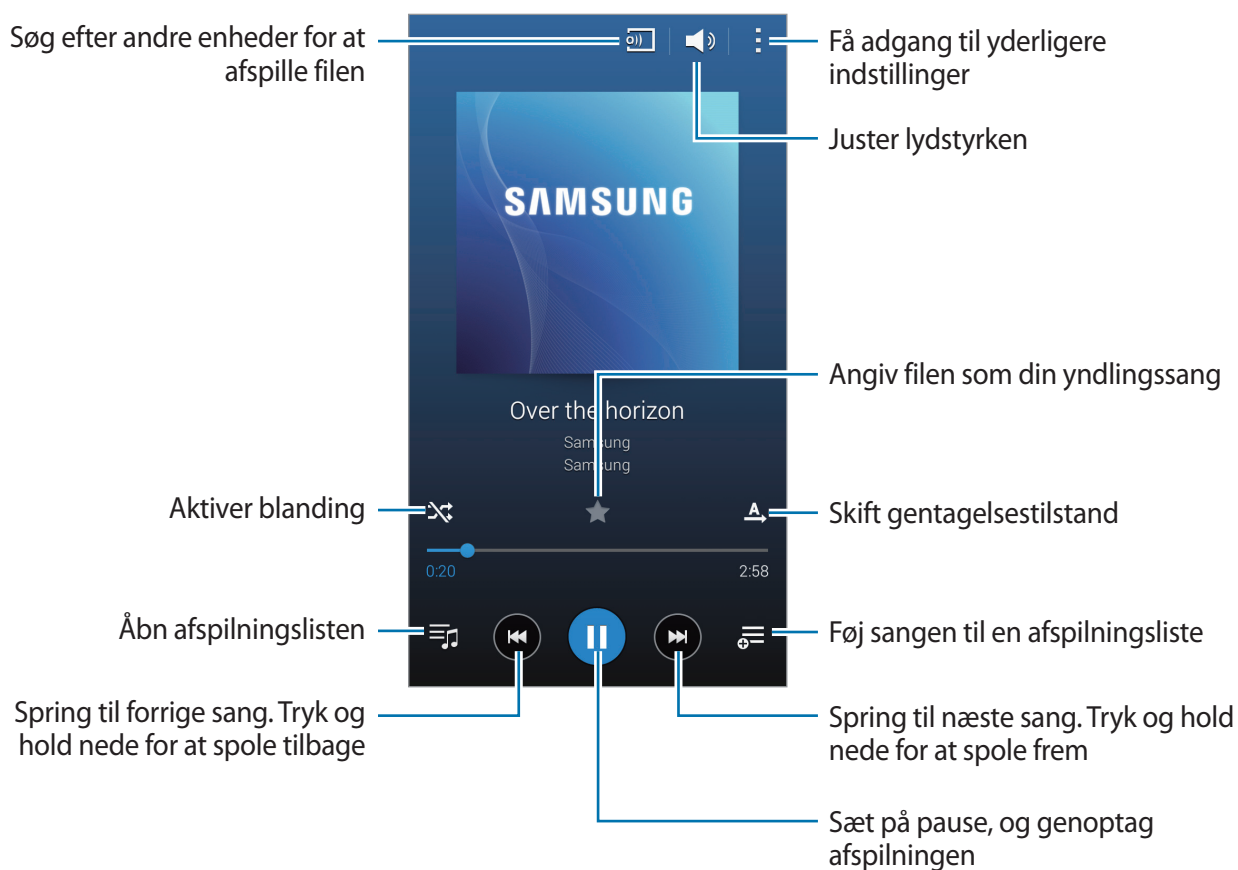 Søg efter andre enheder for at
afspille filen
Få adgang til yderligere
indstillinger
Juster lydstyrken
SAMSUNG
Angiv filen som din yndlingssang
Over the horizon
Samsung
Samsung
Aktiver blanding
A
Skift gentagelsestilstand
0:20
2:58
Åbn afspilningslisten
Føj sangen til en afspilningsliste
Spring til forrige sang. Tryk og
hold nede for at spole tilbage
Spring til næste sang. Tryk og hold
nede for at spole frem
Sæt på pause, og genoptag
afspilningen